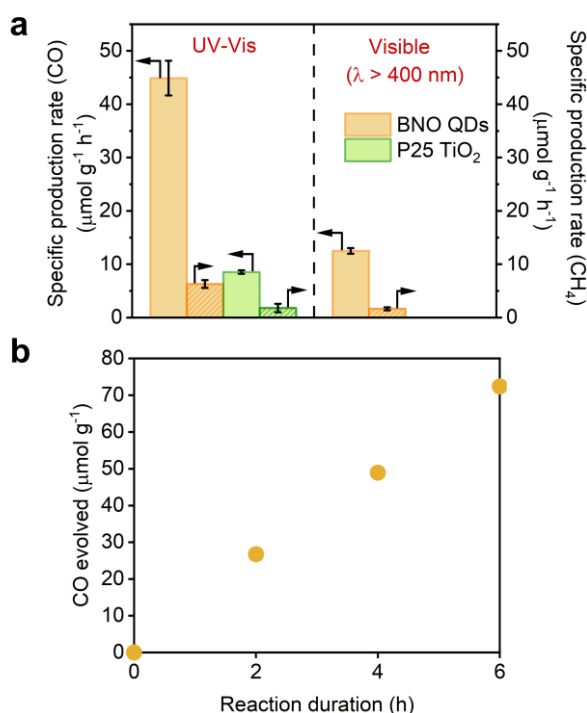 a
UV-Vis
Visible
(λ > 400 nm)
BNO QDs
P25 TiO₂
Specific production rate (CO)
(μmol g⁻¹ h⁻¹)
50
40
30
20
10
0
50
40
30
20
10
0
Specific production rate (CH₄)
(μmol g⁻¹ h⁻¹)
b
CO evolved (μmol g⁻¹)
80
70
60
50
40
30
20
10
0
0 2 4 6
Reaction duration (h)